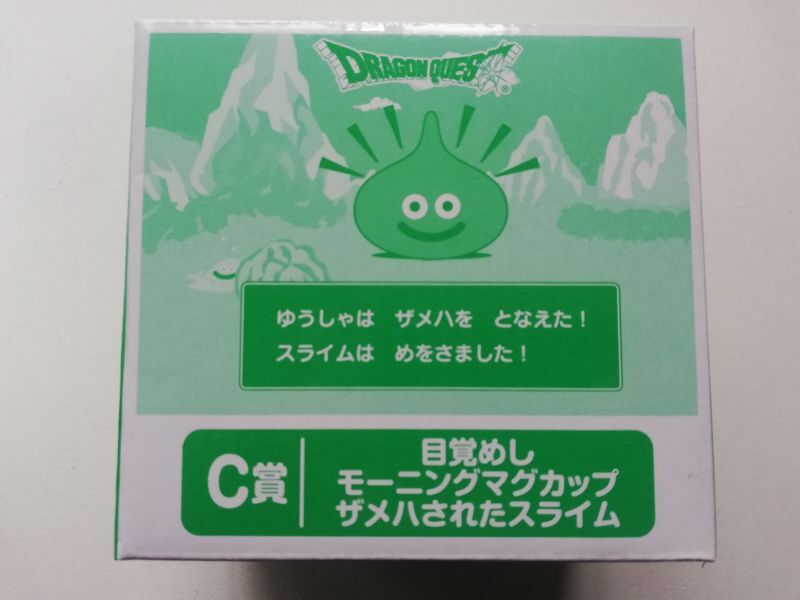 DRAGON QUEST®
ゆうしゃは ザメハを となえた!
スライムは めをさました!
C賞
目覚めし
モーニングマグカップ
ザメハされたスライム